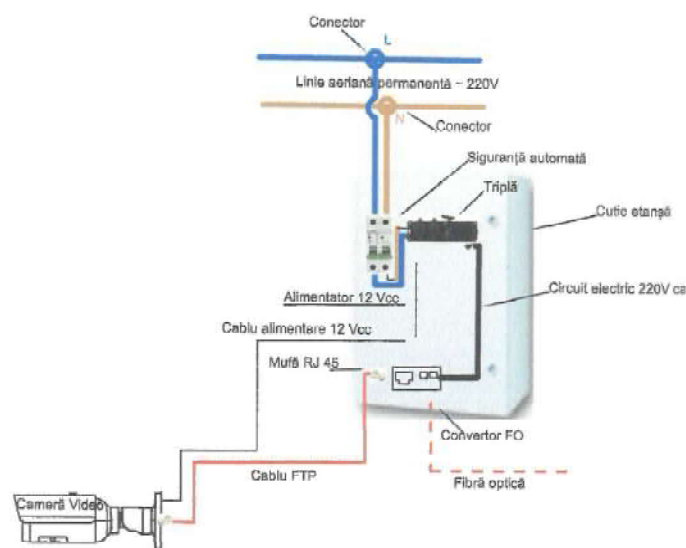 Conector
L
Linie aeriană permanentă ~ 220V
N
Conector
Siguranță automată
Triplă
Cutie etanșă
Alimentator 12 Vcc
Circuit electric 220V ca
Cablu alimentare 12 Vcc
Mufă RJ 45
Convertor FO
Cablu FTP
Fibră optică
Cameră Video